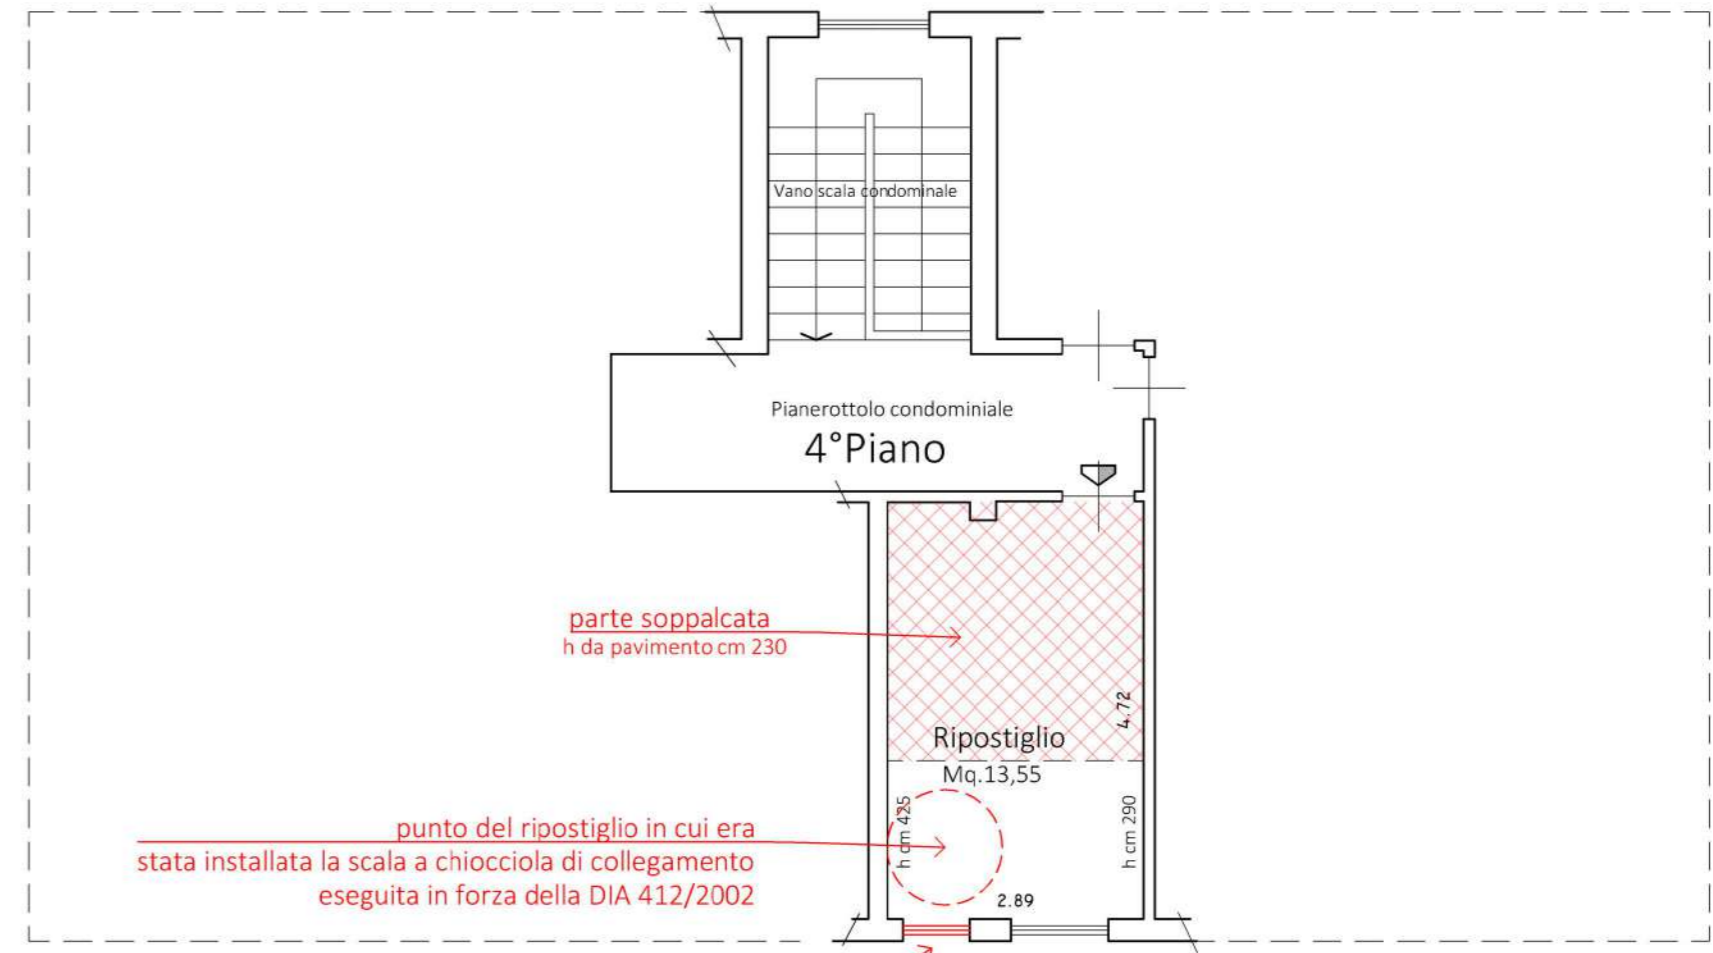 Vano scala condominale
Pianerottolo condominiale
4°Piano
parte soppalcata
h da pavimento cm 230
4.72
Ripostiglio
Mq.13,55
h cm 425
h cm 290
punto del ripostiglio in cui era
stata installata la scala a chiocciola di collegamento
eseguita in forza della DIA 412/2002
2.89